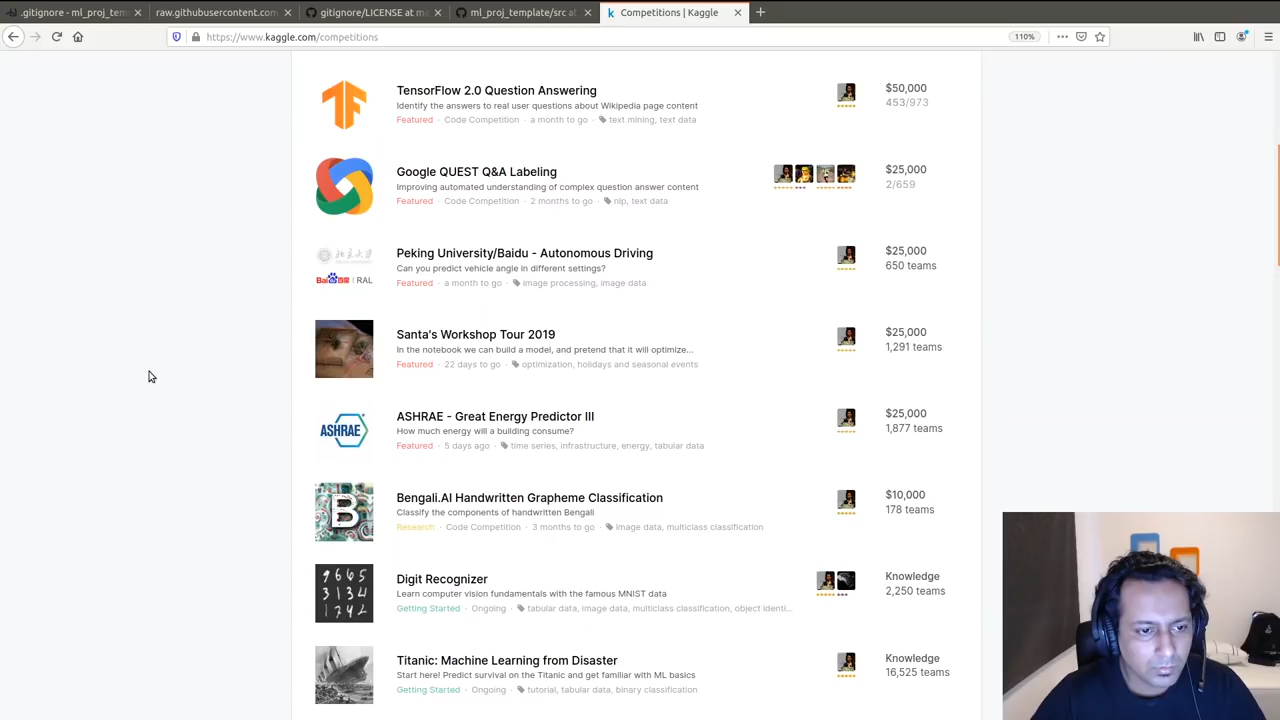 .gitignore - ml_proj_tem
raw.githubusercontent.com
gitignore/LICENSE at m
ml_proj_template/src at
Competitions | Kaggle
https://www.kaggle.com/competitions
110%
TensorFlow 2.0 Question Answering
$50,000
Identify the answers to real user questions about Wikipedia page content
453/973
Featured · Code Competition · a month to go · text mining, text data
Google QUEST Q&A Labeling
$25,000
Improving automated understanding of complex question answer content
2/659
Featured · Code Competition · 2 months to go · nlp, text data
Peking University/Baidu - Autonomous Driving
$25,000
Can you predict vehicle angle in different settings?
650 teams
Bai du 百度 | RAL
Featured · a month to go · image processing, image data
Santa's Workshop Tour 2019
$25,000
In the notebook we can build a model, and pretend that it will optimize...
1,291 teams
Featured · 22 days to go · optimization, holidays and seasonal events
ASHRAE - Great Energy Predictor III
$25,000
ASHRAE
How much energy will a building consume?
1,877 teams
Featured · 5 days ago · time series, infrastructure, energy, tabular data
Bengali.AI Handwritten Grapheme Classification
$10,000
B
Classify the components of handwritten Bengali
178 teams
Research · Code Competition · 3 months to go · image data, multiclass classification
Digit Recognizer
Knowledge
9665
3134
1242
Learn computer vision fundamentals with the famous MNIST data
2,250 teams
Getting Started · Ongoing · tabular data, image data, multiclass classification, object identi...
Titanic: Machine Learning from Disaster
Knowledge
Start here! Predict survival on the Titanic and get familiar with ML basics
16,525 teams
Getting Started · Ongoing · tutorial, tabular data, binary classification